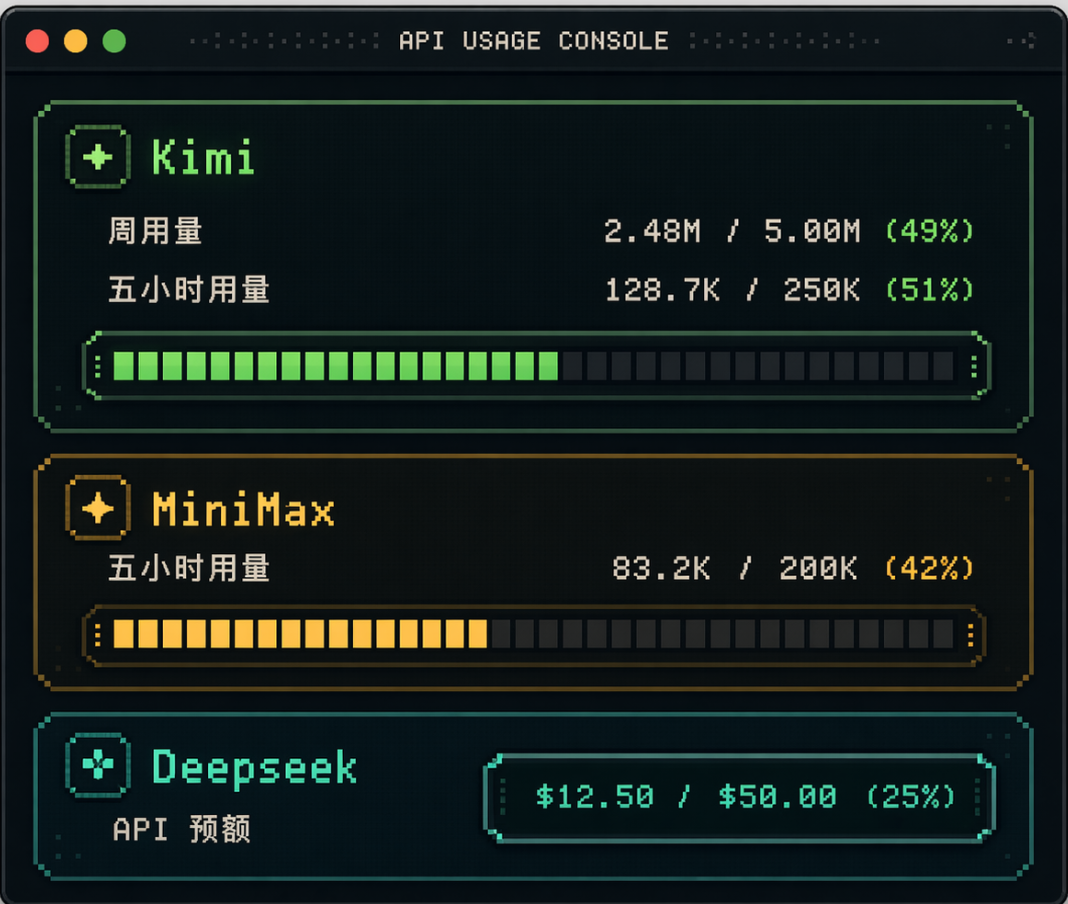 API USAGE CONSOLE
Kimi
周用量 2.48M / 5.00M (49%)
五小时用量 128.7K / 250K (51%)
MiniMax
五小时用量 83.2K / 200K (42%)
Deepseek
$12.50 / $50.00 (25%)
API 预额